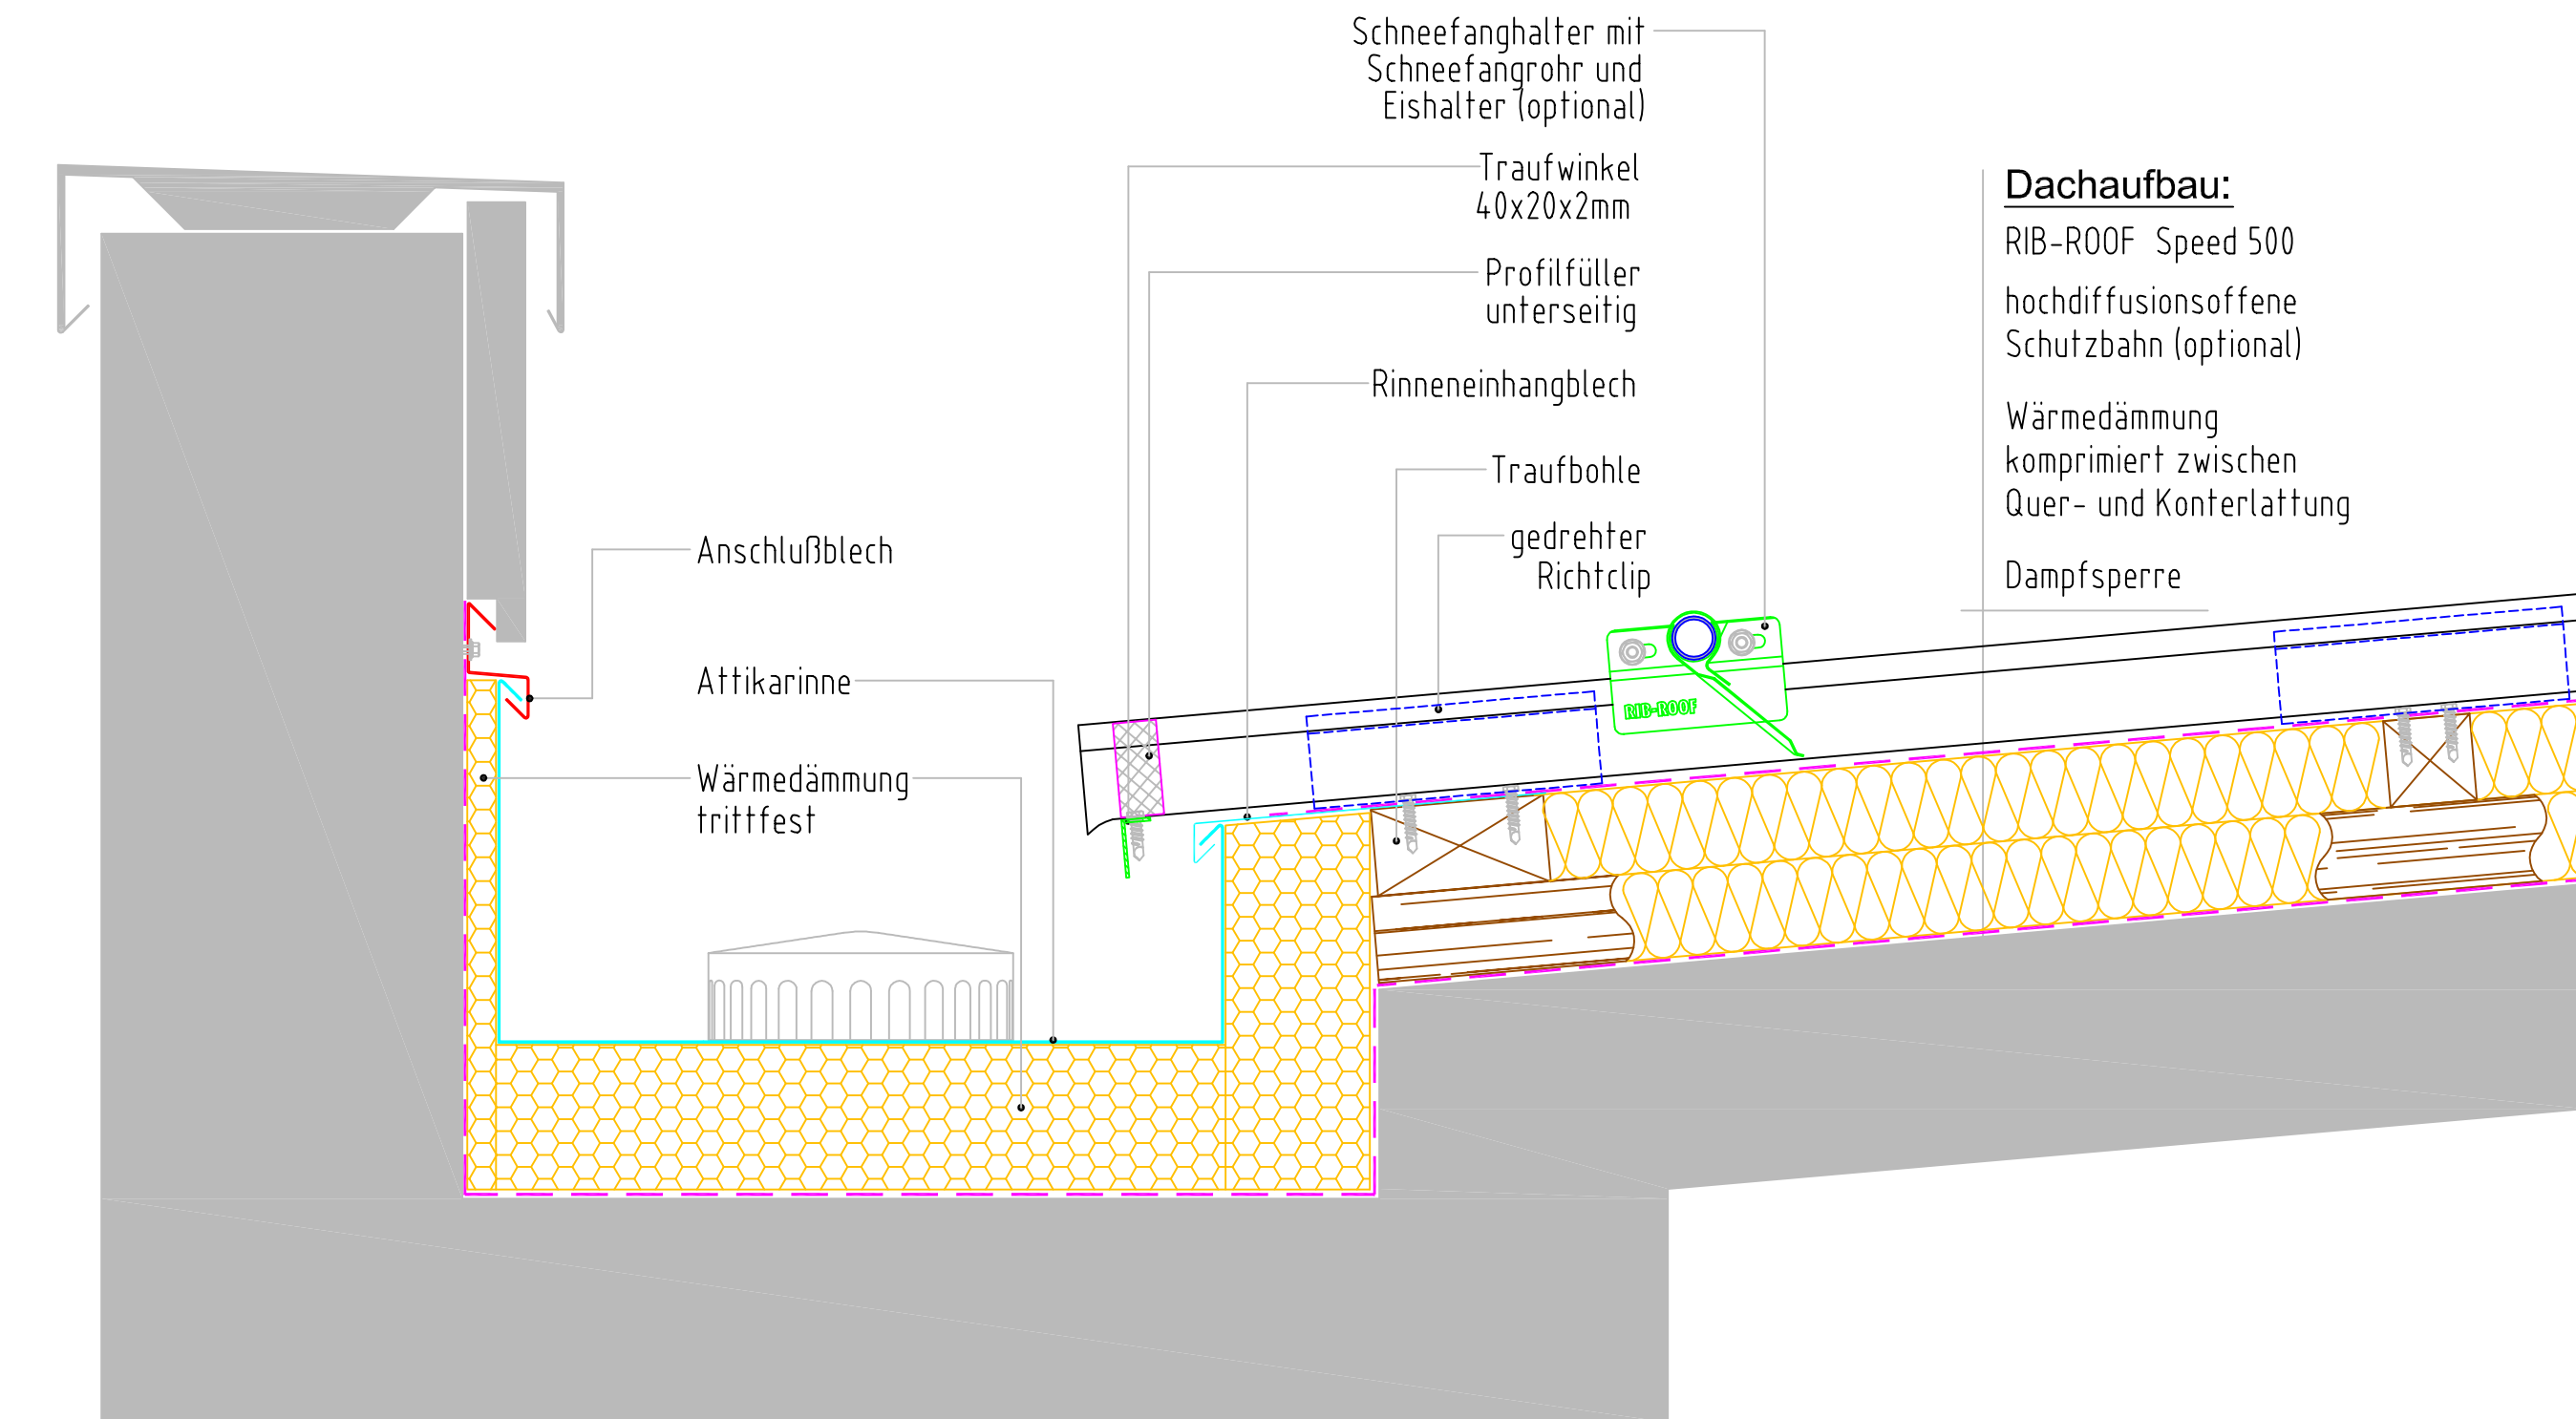 Schneefanghalter mit
Schneefangrohr und
Eishalter (optional)
Traufwinkel
40x20x2mm
Profilfüller
unterseitig
Rinneneinhangblech
Traufbohle
gedrehter
Richtclip
Anschlußblech
Attikarinne
Wärmedämmung
trittfest
RIB-ROOF
Dachaufbau:
RIB-ROOF Speed 500
hochdiffusionsoffene
Schutzbahn (optional)
Wärmedämmung
komprimiert zwischen
Quer- und Konterlattung
Dampfsperre